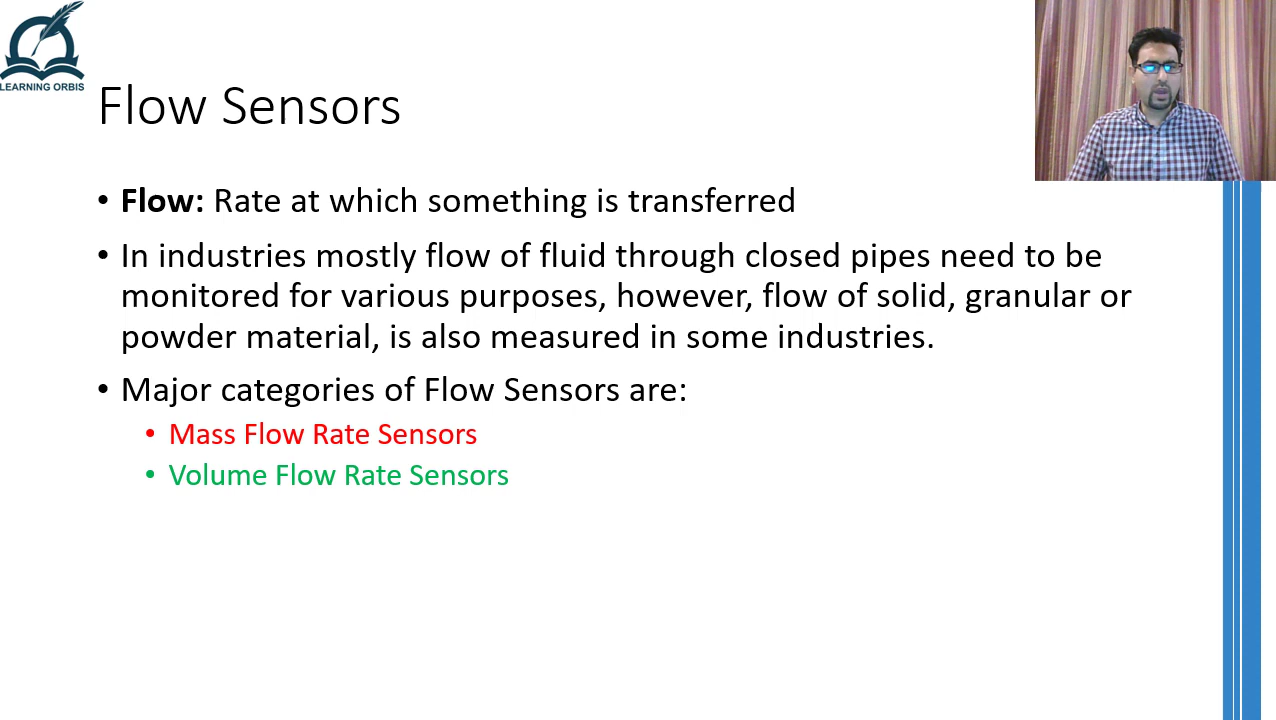 LEARNING ORBIS
Flow Sensors
• Flow: Rate at which something is transferred
• In industries mostly flow of fluid through closed pipes need to be
monitored for various purposes, however, flow of solid, granular or
powder material, is also measured in some industries.
• Major categories of Flow Sensors are:
• Mass Flow Rate Sensors
• Volume Flow Rate Sensors